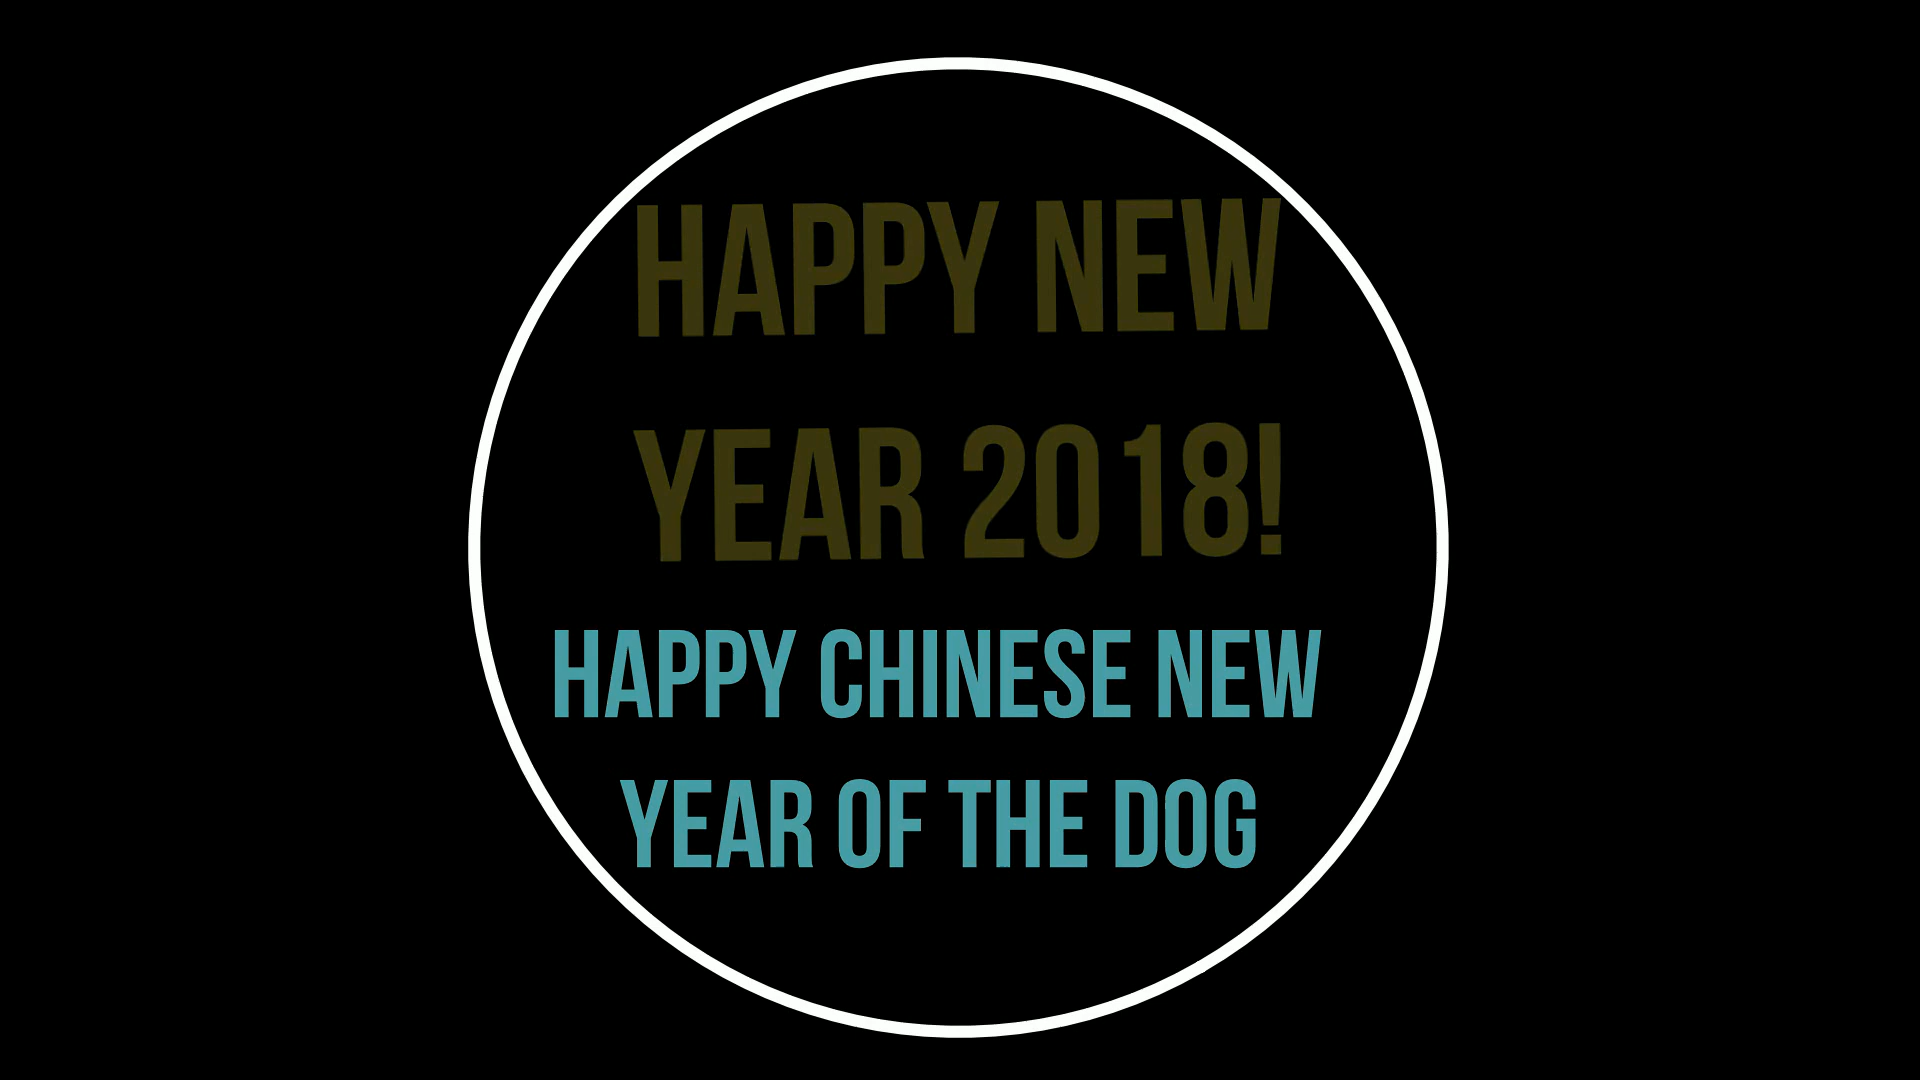 HAPPY NEW
YEAR 2018!
HAPPY CHINESE NEW
YEAR OF THE DOG